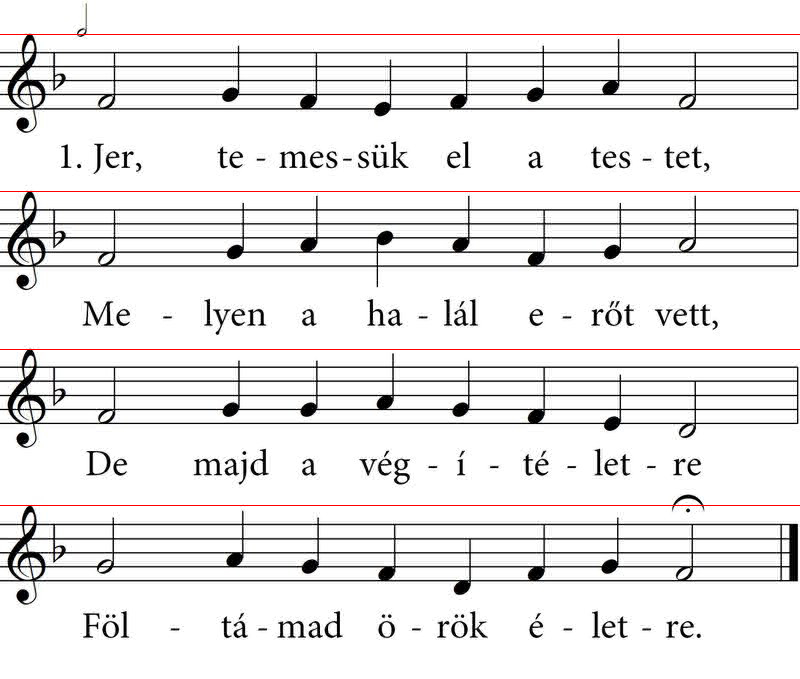 1. Jer, te - mes - sük el a tes - tet,
Me - lyen a ha - lál e - rőt vett,
De majd a vég - í - té - let - re
Föl - tá - mad ö - rök é - let - re.